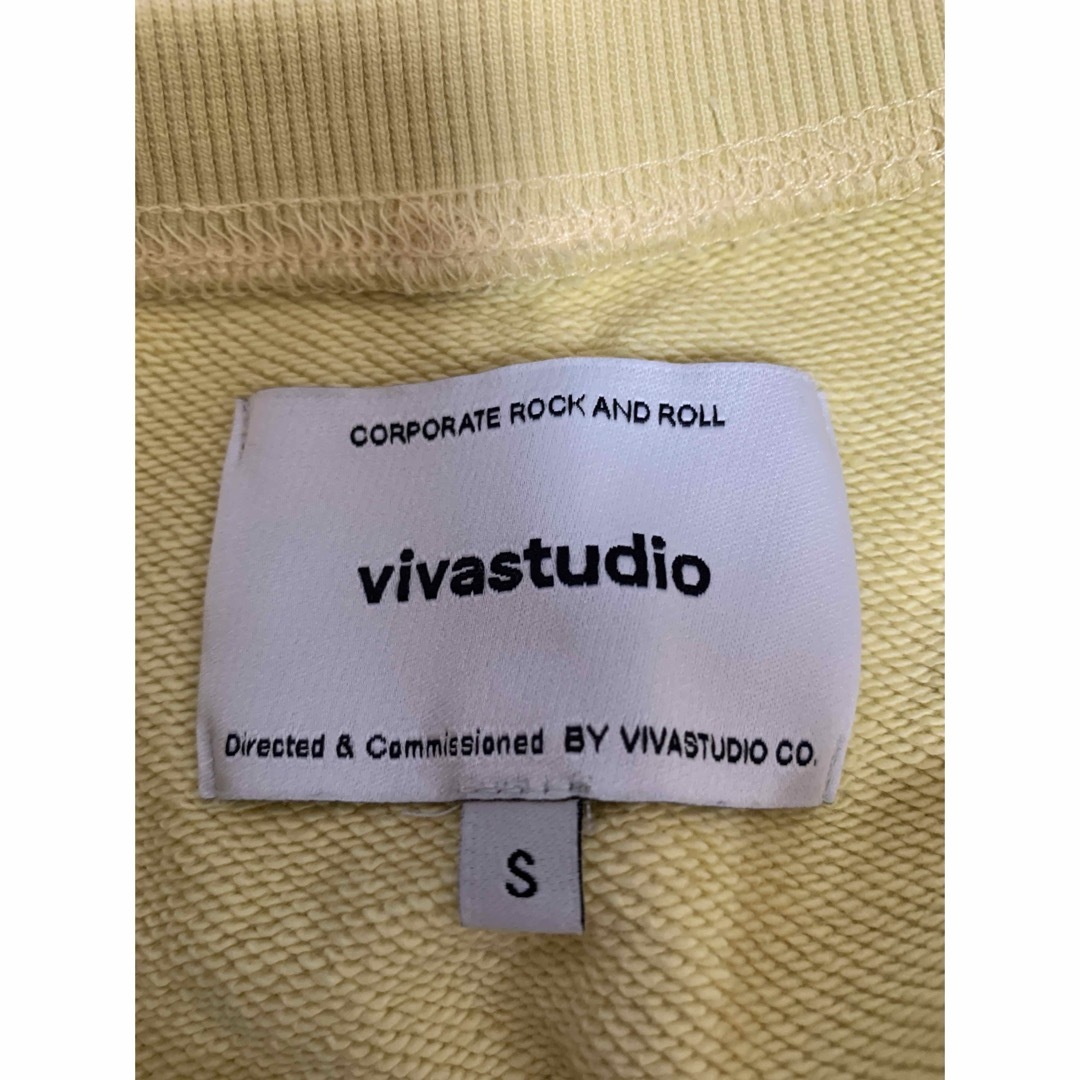 CORPORATE ROCK AND ROLL
vivastudio
Directed & Commissioned BY VIVASTUDIO CO.
S